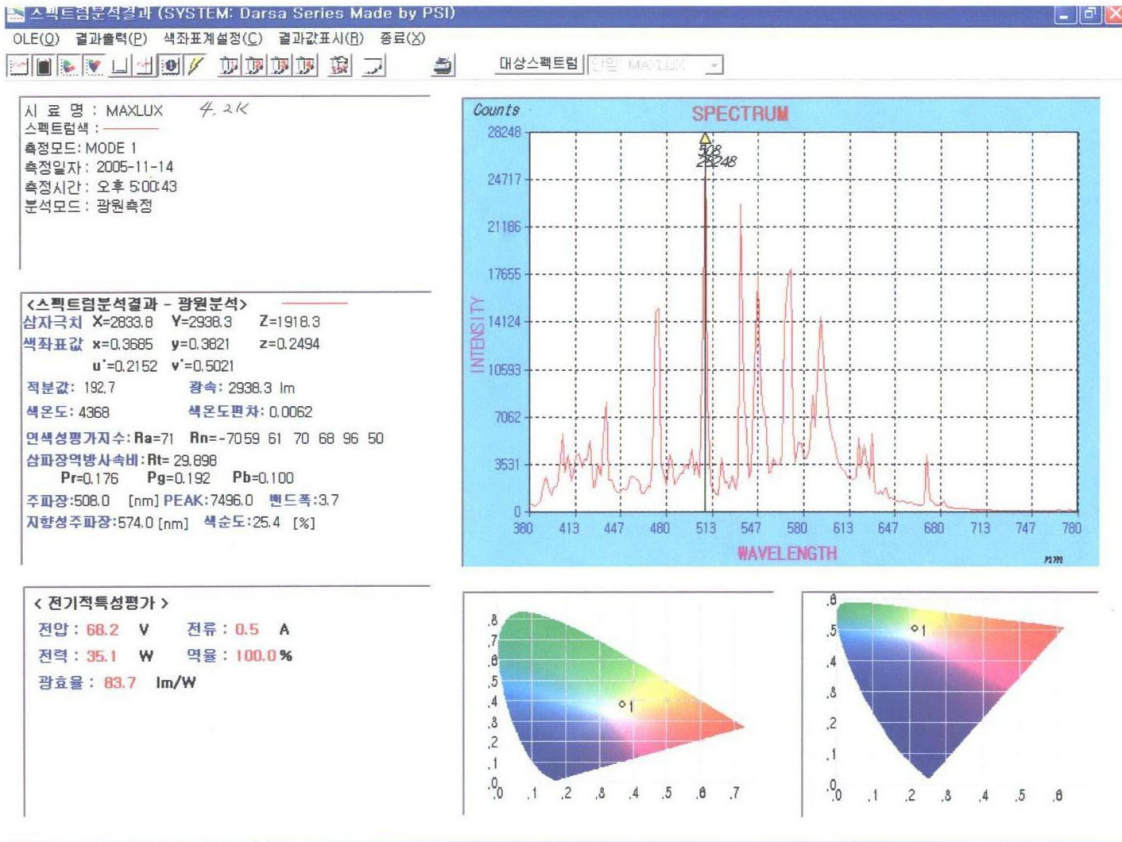 스펙트럼분석결과 (SYSTEM: Darsa Series Made by PSI)
OLE(O) 결과출력(P) 색좌표계설정(C) 결과값표시(R) 종료(X)
대상스펙트럼 단일 MAXLUX
시 료 명 : MAXLUX 4.2K
스펙트럼색 :
측정모드: MODE 1
측정일자 : 2005-11-14
측정시간 : 오후 5:00:43
분석모드 : 광원측정
<스펙트럼분석결과 - 광원분석>
삼자극치 X=2833.8 Y=2938.3 Z=1918.3
색좌표값 x=0.3685 y=0.3821 z=0.2494
u'=0.2152 v'=0.5021
적분값: 192.7 광속: 2938.3 lm
색온도: 4368 색온도편차: 0.0062
연색성평가지수: Ra=71 Rn=-7059 61 70 68 96 50
삼파장역방사속비: Rt= 29.898
Pr=0.176 Pg=0.192 Pb=0.100
주파장:508.0 [nm] PEAK:7496.0 밴드폭:3.7
지향성주파장:574.0 [nm] 색순도:25.4 [%]
< 전기적특성평가 >
전압 : 68.2 V 전류 : 0.5 A
전력 : 35.1 W 역율 : 100.0 %
광효율 : 83.7 lm/W
Counts SPECTRUM
508
28248
28248
24717
21186
17655
14124
10593
7062
3531
0
INTENSITY
380 413 447 480 513 547 580 613 647 680 713 747 780
WAVELENGTH
.8
.7
.6
.5
.4
.3
.2
.1
.0
1
.0 .1 .2 .3 .4 .5 .6 .7
.6
.5
.4
.3
.2
.1
.0
1
.0 .1 .2 .3 .4 .5 .6